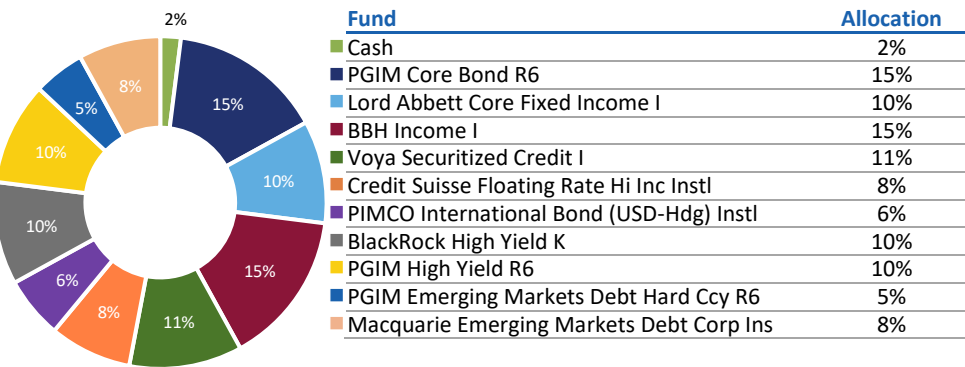 2%
15%
10%
15%
11%
8%
6%
10%
10%
5%
8%
Fund Allocation
Cash 2%
PGIM Core Bond R6 15%
Lord Abbett Core Fixed Income I 10%
BBH Income I 15%
Voya Securitized Credit I 11%
Credit Suisse Floating Rate Hi Inc Instl 8%
PIMCO International Bond (USD-Hdg) Instl 6%
BlackRock High Yield K 10%
PGIM High Yield R6 10%
PGIM Emerging Markets Debt Hard Ccy R6 5%
Macquarie Emerging Markets Debt Corp Ins 8%